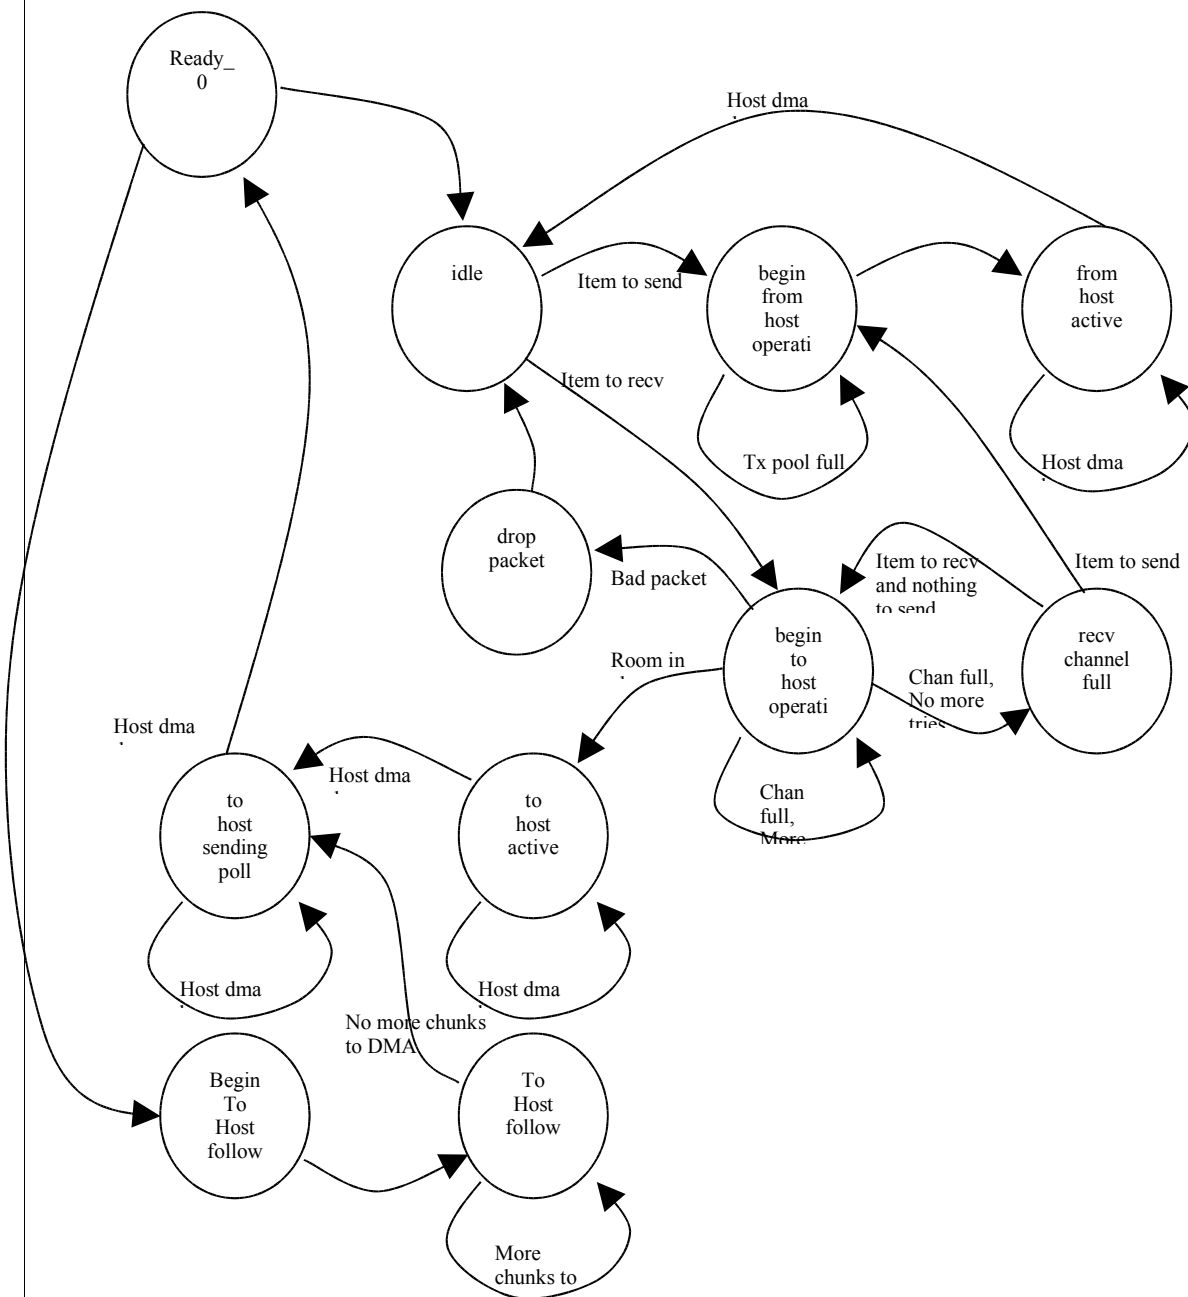 Ready_
0
Host dma
idle
Item to send
begin
from
host
operati
from
host
active
Item to recv
Tx pool full
Host dma
drop
packet
Bad packet
Item to recv
and nothing
to send
Item to send
begin
to
host
operati
recv
channel
full
Room in
Chan full,
No more
tries
Host dma
Host dma
to
host
sending
poll
to
host
active
Chan
full,
More
Host dma
Host dma
No more chunks
to DMA
Begin
To
Host
follow
To
Host
follow
More
chunks to